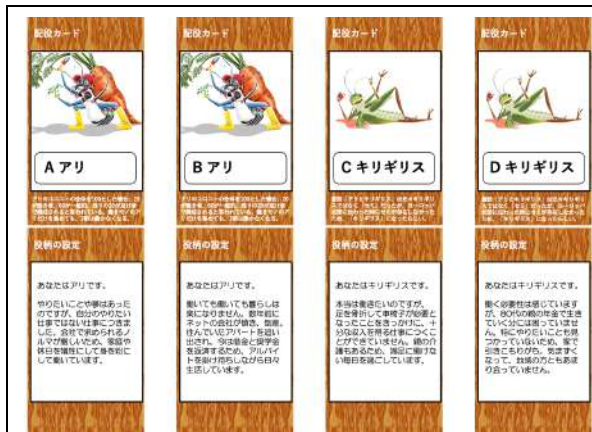 配役カード
配役カード
配役カード
配役カード
A アリ
B アリ
C キリギリス
D キリギリス
役柄の設定
あなたはアリです。
やりたいことや夢はあった
のですが、自分のやりたい
仕事ではない仕事につきま
した。会社で求められるノ
ルマが厳しいため、家庭や
休日を犠牲にして身を粉に
して働いています。
役柄の設定
あなたはアリです。
働いても働いても暮らしは
楽になりません。数年前に
ネットの会社が傾き、倒産。
住んでいたアパートを追い
出され、今は借金と奨学金
を返済するため、アルバイ
トを掛け持ちしながら日々
生活しています。
役柄の設定
あなたはキリギリスです。
本当は働きたいのですが、
足を骨折して車椅子が必要と
なったことをきっかけに、十
分な収入を得る仕事につくこ
とができていません。親の介
護もあるため、満足に働けな
い毎日を過ごしています。
役柄の設定
あなたはキリギリスです。
働く必要性は感じています
が、80代の親の年金で生き
ていく分には困っていませ
ん。特にやりたいことも見
つかっていないため、家で
引きこもりがち。気まずく
なって、地域の方ともあま
り会っていません。